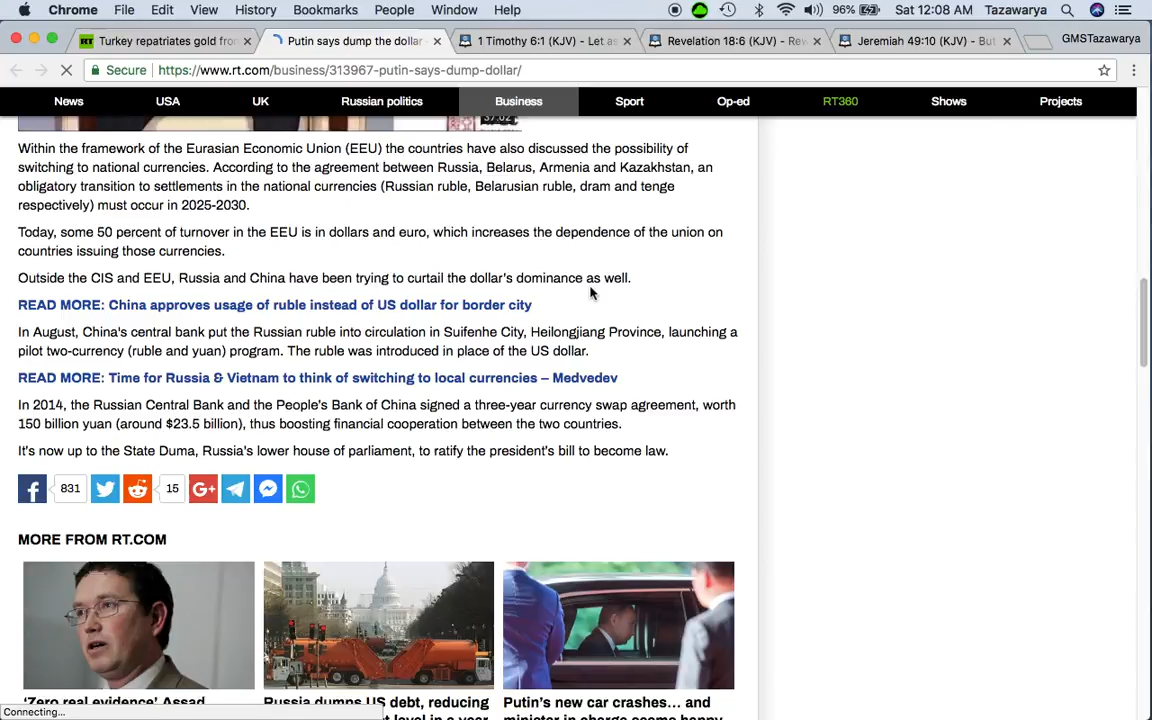 Chrome File Edit View History Bookmarks People Window Help 96% Sat 12:08 AM Tazawarya
RT Turkey repatriates gold from Putin says dump the dollar 1 Timothy 6:1 (KJV) - Let as Revelation 18:6 (KJV) - Rew Jeremiah 49:10 (KJV) - But GMSTazawarya
Secure https://www.rt.com/business/313967-putin-says-dump-dollar/
News USA UK Russian politics Business Sport Op-ed RT360 Shows Projects
Within the framework of the Eurasian Economic Union (EEU) the countries have also discussed the possibility of
switching to national currencies. According to the agreement between Russia, Belarus, Armenia and Kazakhstan, an
obligatory transition to settlements in the national currencies (Russian ruble, Belarusian ruble, dram and tenge
respectively) must occur in 2025-2030.
Today, some 50 percent of turnover in the EEU is in dollars and euro, which increases the dependence of the union on
countries issuing those currencies.
Outside the CIS and EEU, Russia and China have been trying to curtail the dollar's dominance as well.
READ MORE: China approves usage of ruble instead of US dollar for border city
In August, China's central bank put the Russian ruble into circulation in Suifenhe City, Heilongjiang Province, launching a
pilot two-currency (ruble and yuan) program. The ruble was introduced in place of the US dollar.
READ MORE: Time for Russia & Vietnam to think of switching to local currencies – Medvedev
In 2014, the Russian Central Bank and the People's Bank of China signed a three-year currency swap agreement, worth
150 billion yuan (around $23.5 billion), thus boosting financial cooperation between the two countries.
It's now up to the State Duma, Russia's lower house of parliament, to ratify the president's bill to become law.
831 15 G+
MORE FROM RT.COM
'Zero real evidence' Assad Russia dumps US debt, reducing Putin's new car crashes… and
level in a year minister in charge seems happy
Connecting...